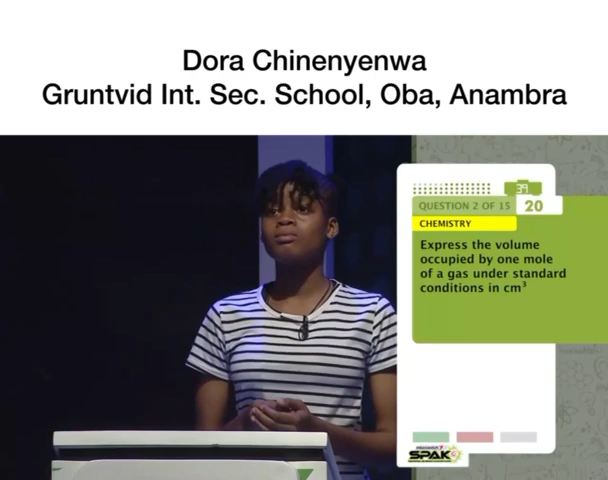 Dora Chinenyenwa
Gruntvid Int. Sec. School, Oba, Anambra
39
QUESTION 2 OF 15 20
CHEMISTRY
Express the volume
occupied by one mole
of a gas under standard
conditions in cm³
SPAK